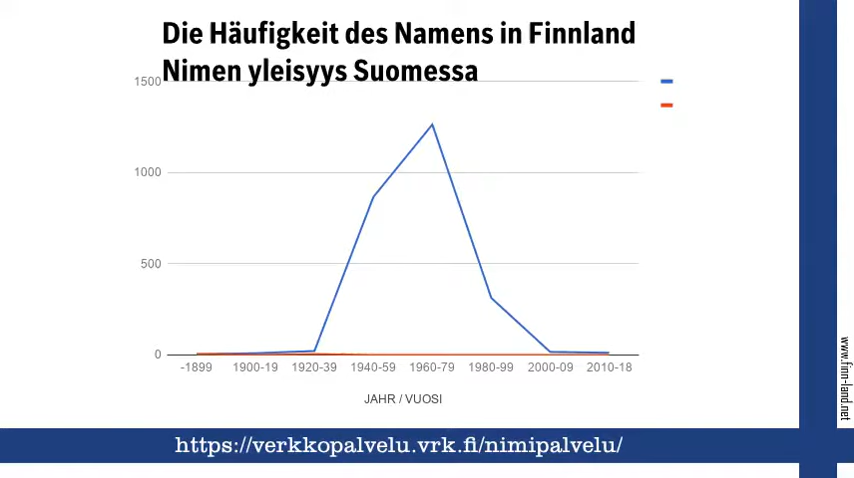 Die Häufigkeit des Namens in Finnland
Nimen yleisyys Suomessa
1500
1000
500
0
-1899 1900-19 1920-39 1940-59 1960-79 1980-99 2000-09 2010-18
JAHR / VUOSI
https://verkkopalvelu.vrk.fi/nimipalvelu/
www.finn-land.net